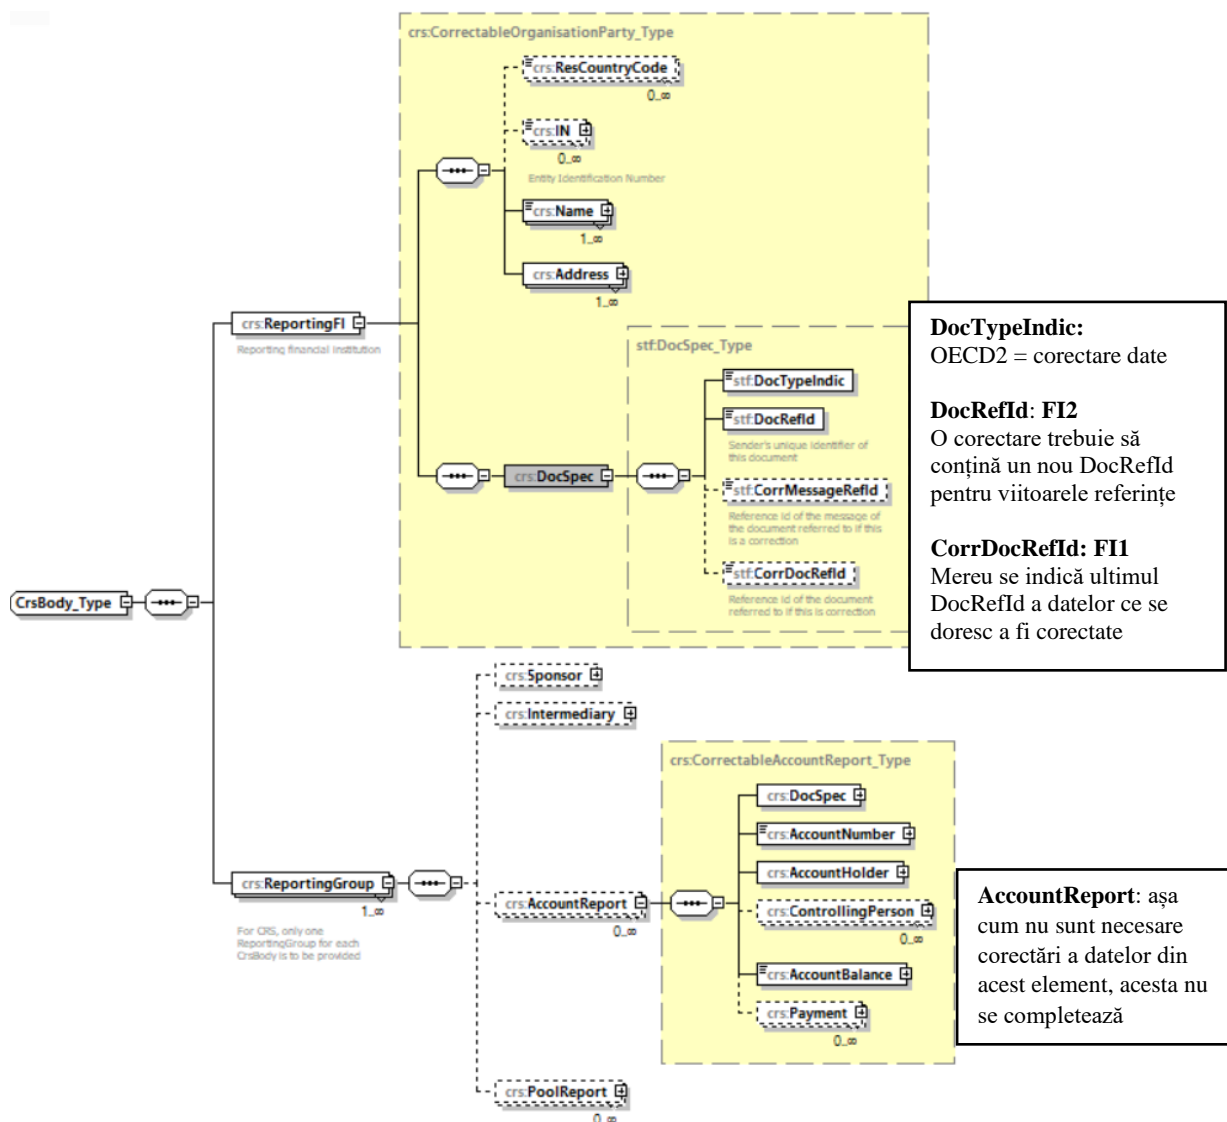 crs:CorrectableOrganisationParty_Type
crs:ResCountryCode
0..∞
crs:IN
0..∞
Entity Identification Number
crs:Name
1..∞
crs:Address
1..∞
crs:ReportingFI
Reporting financial institution
stf:DocSpec_Type
stf:DocTypeIndic
stf:DocRefId
Sender's unique identifier of
this document
crs:DocSpec
stf:CorrMessageRefId
Reference id of the message of
the document referred to if this
is a correction
stf:CorrDocRefId
Reference id of the document
referred to if this is correction
DocTypeIndic:
OECD2 = corectare date
DocRefId: FI2
O corectare trebuie să
conțină un nou DocRefId
pentru viitoarele referințe
CorrDocRefId: FI1
Mereu se indică ultimul
DocRefId a datelor ce se
doresc a fi corectate
CrsBody_Type
crs:Sponsor
crs:Intermediary
crs:CorrectableAccountReport_Type
crs:DocSpec
crs:AccountNumber
crs:AccountHolder
crs:ReportingGroup
1..∞
For CRS, only one
ReportingGroup for each
CrsBody is to be provided
crs:AccountReport
0..∞
crs:ControllingPerson
0..∞
crs:AccountBalance
crs:Payment
0..∞
AccountReport: așa
cum nu sunt necesare
corectări a datelor din
acest element, acesta nu
se completează
crs:PoolReport
0..∞